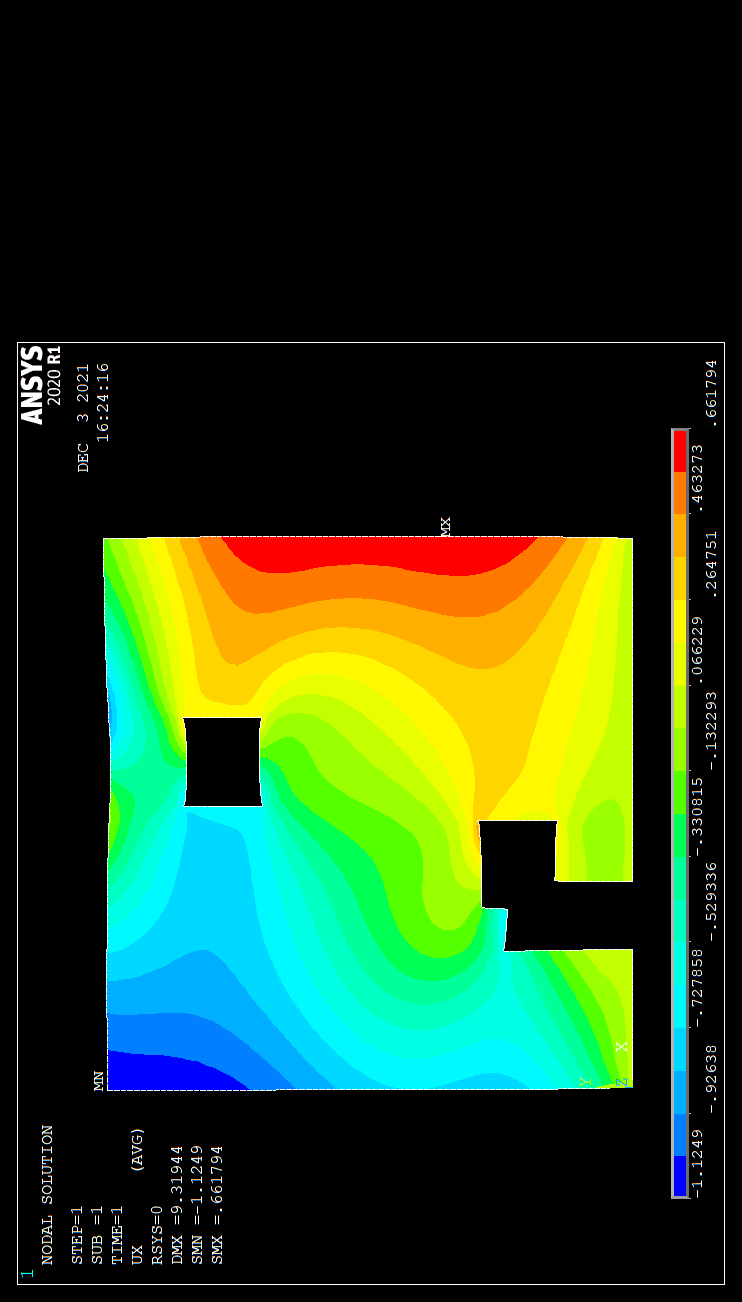 1
NODAL SOLUTION
STEP=1
SUB =1
TIME=1
UX (AVG)
RSYS=0
DMX =9.31944
SMN =-1.1249
SMX =.661794
ANSYS
2020 R1
DEC 3 2021
16:24:16
MN
MX
Y
Z X
-1.1249 -.92638 -.727858 -.529336 -.330815 -.132293 .066229 .264751 .463273 .661794